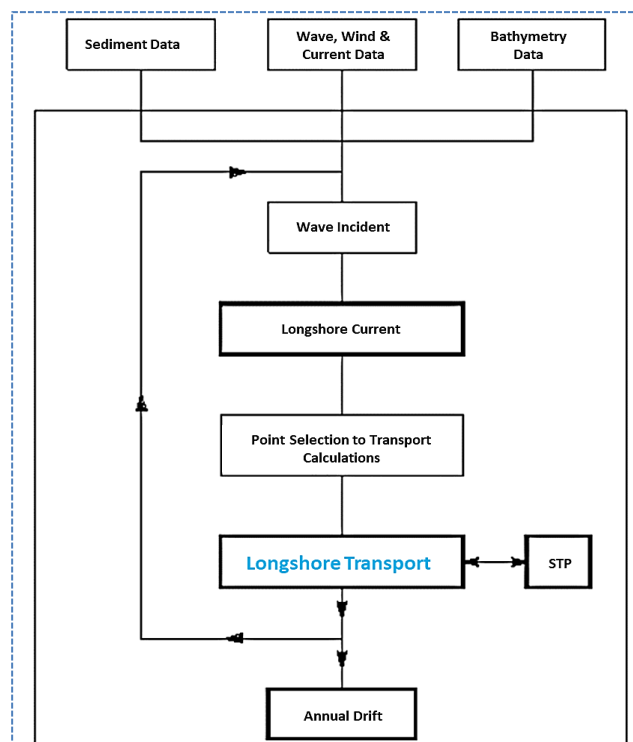 Sediment Data
Wave, Wind &
Current Data
Bathymetry
Data
Wave Incident
Longshore Current
Point Selection to Transport
Calculations
Longshore Transport
STP
Annual Drift